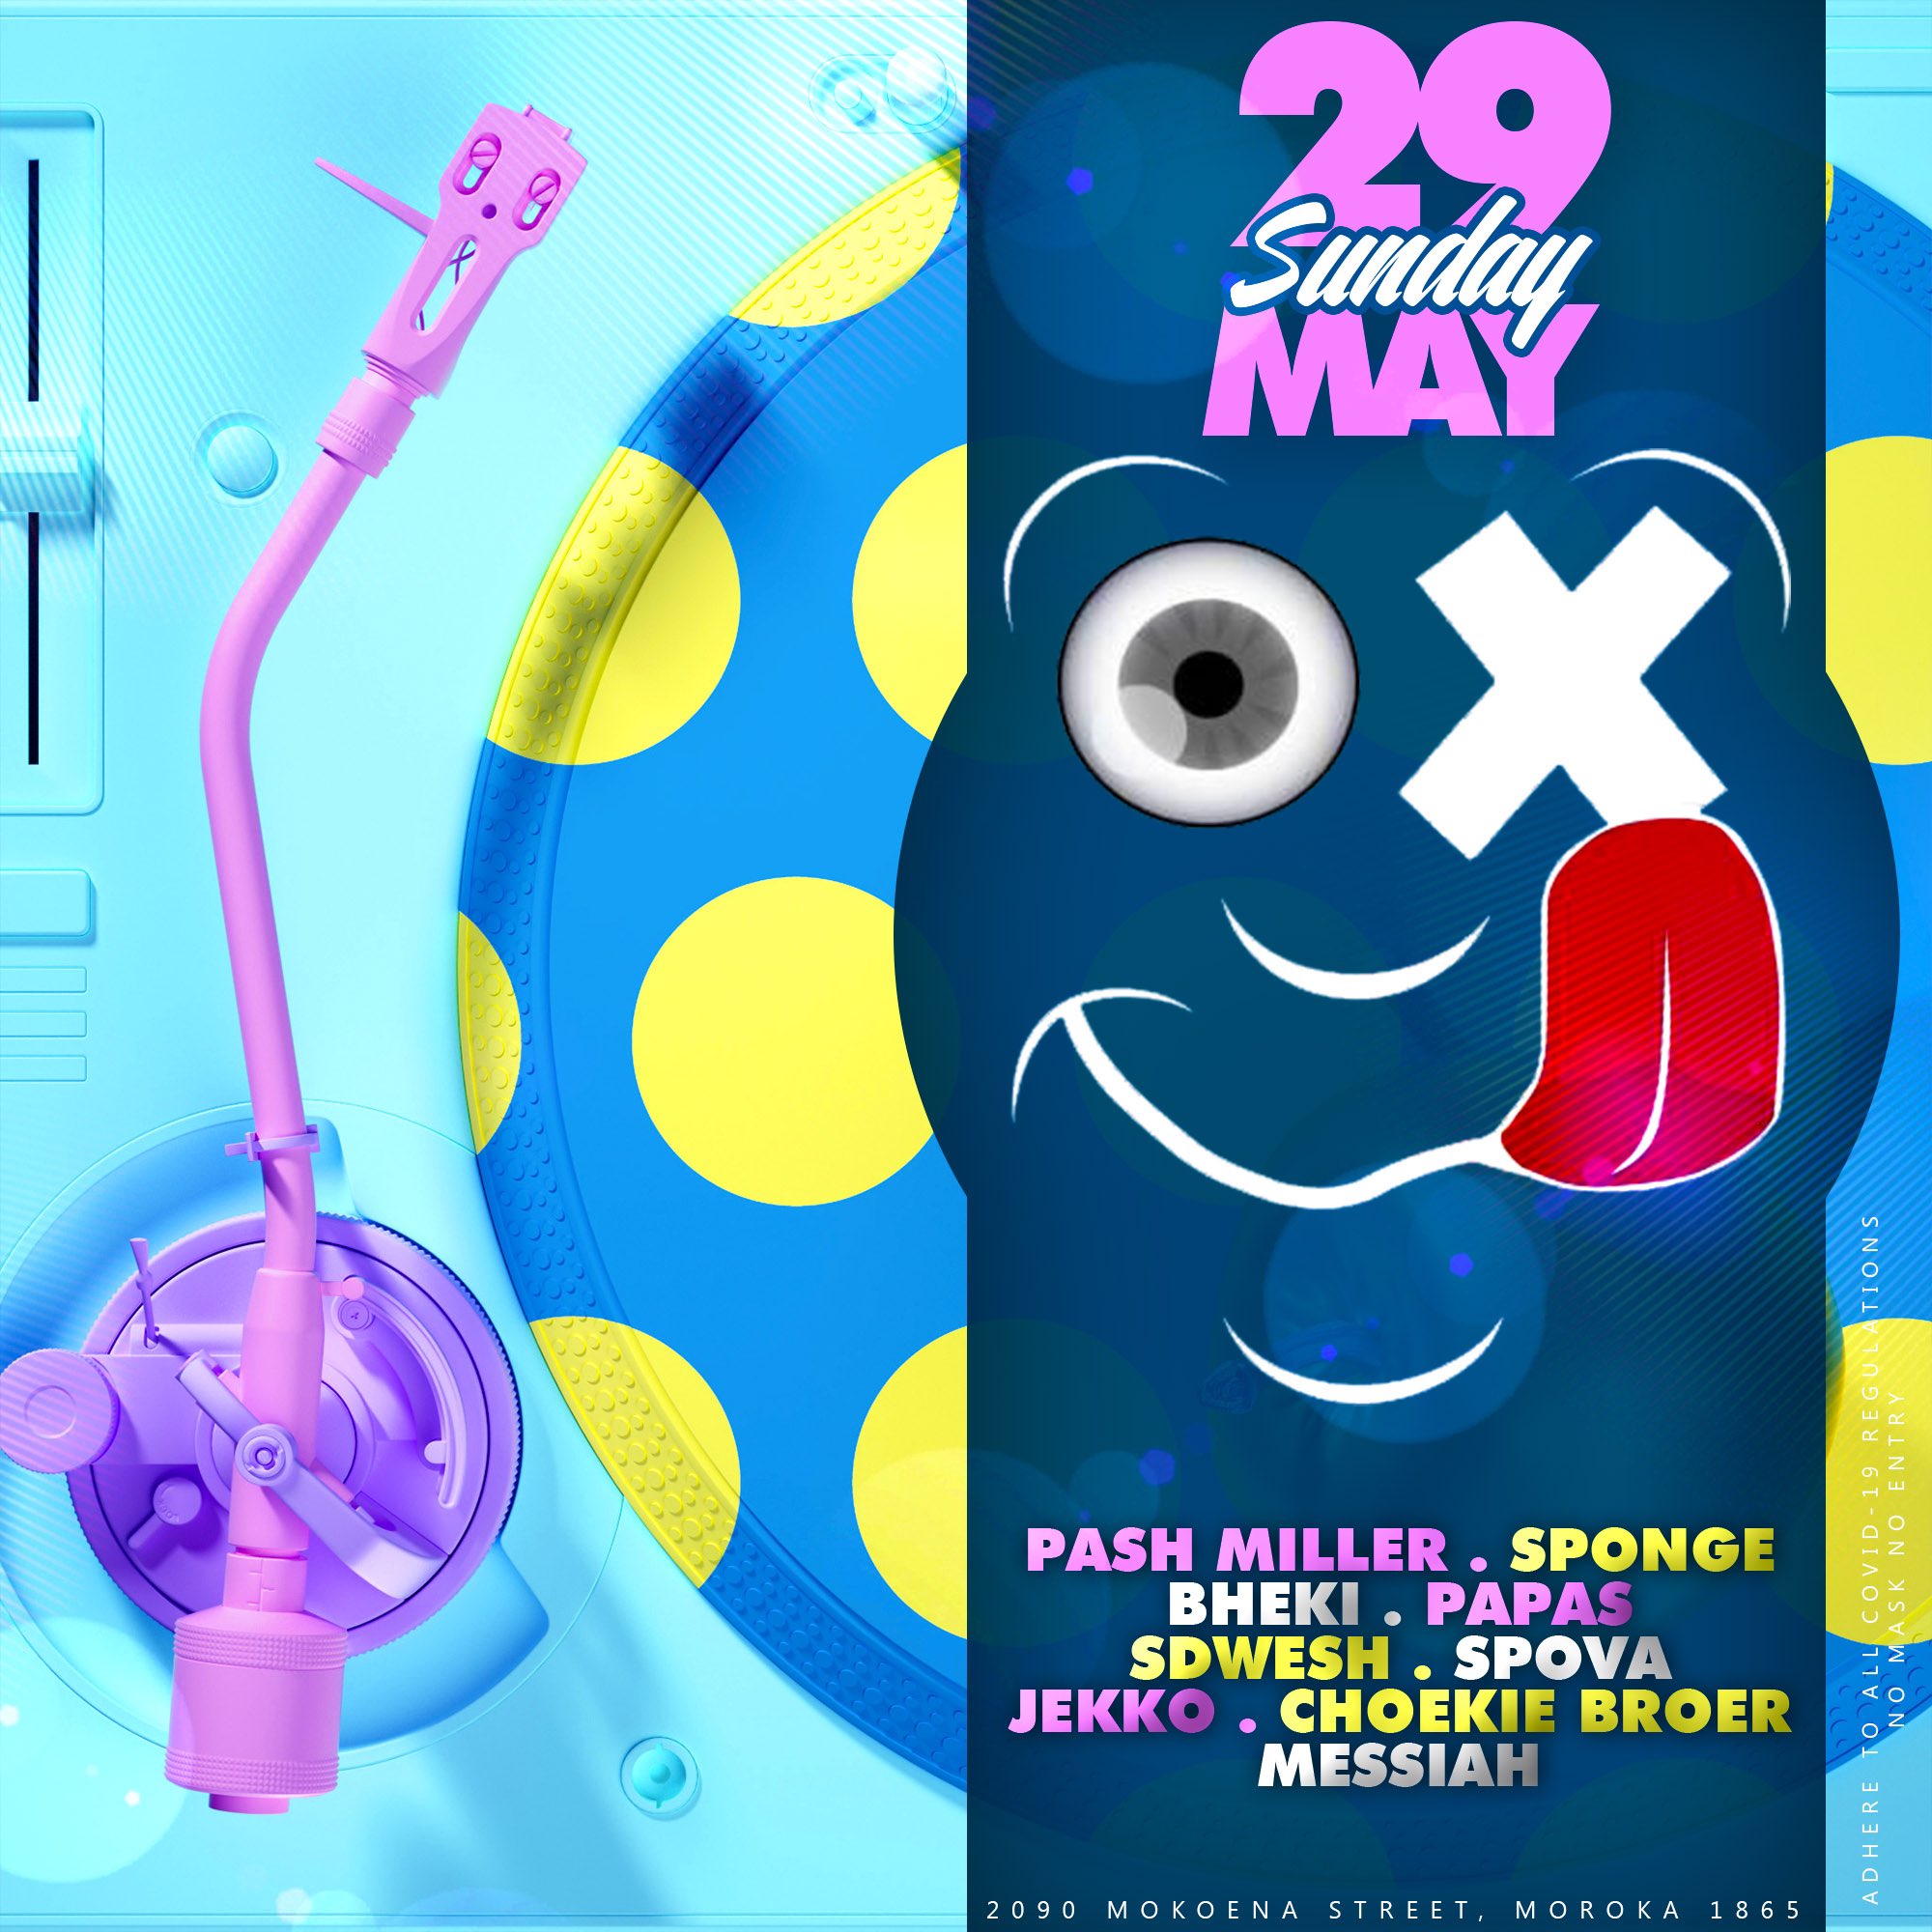 29
Sunday
MAY
PASH MILLER . SPONGE
BHEKI . PAPAS
SDWESH . SPOVA
JEKKO . CHOEKIE BROER
MESSIAH
2090 MOKOENA STREET, MOROKA 1865
ADHERE TO ALL COVID-19 REGULATIONS
NO MASK NO ENTRY